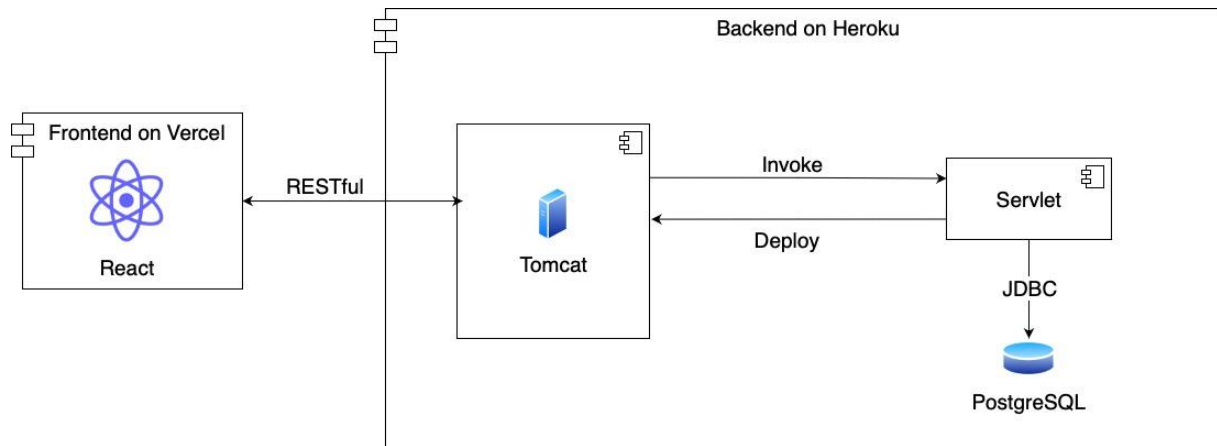 Backend on Heroku
Frontend on Vercel
React
RESTful
Tomcat
Invoke
Deploy
Servlet
JDBC
PostgreSQL